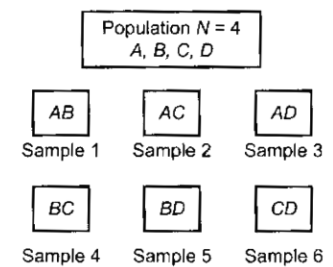 Population N = 4
A, B, C, D
AB AC AD
Sample 1 Sample 2 Sample 3
BC BD CD
Sample 4 Sample 5 Sample 6